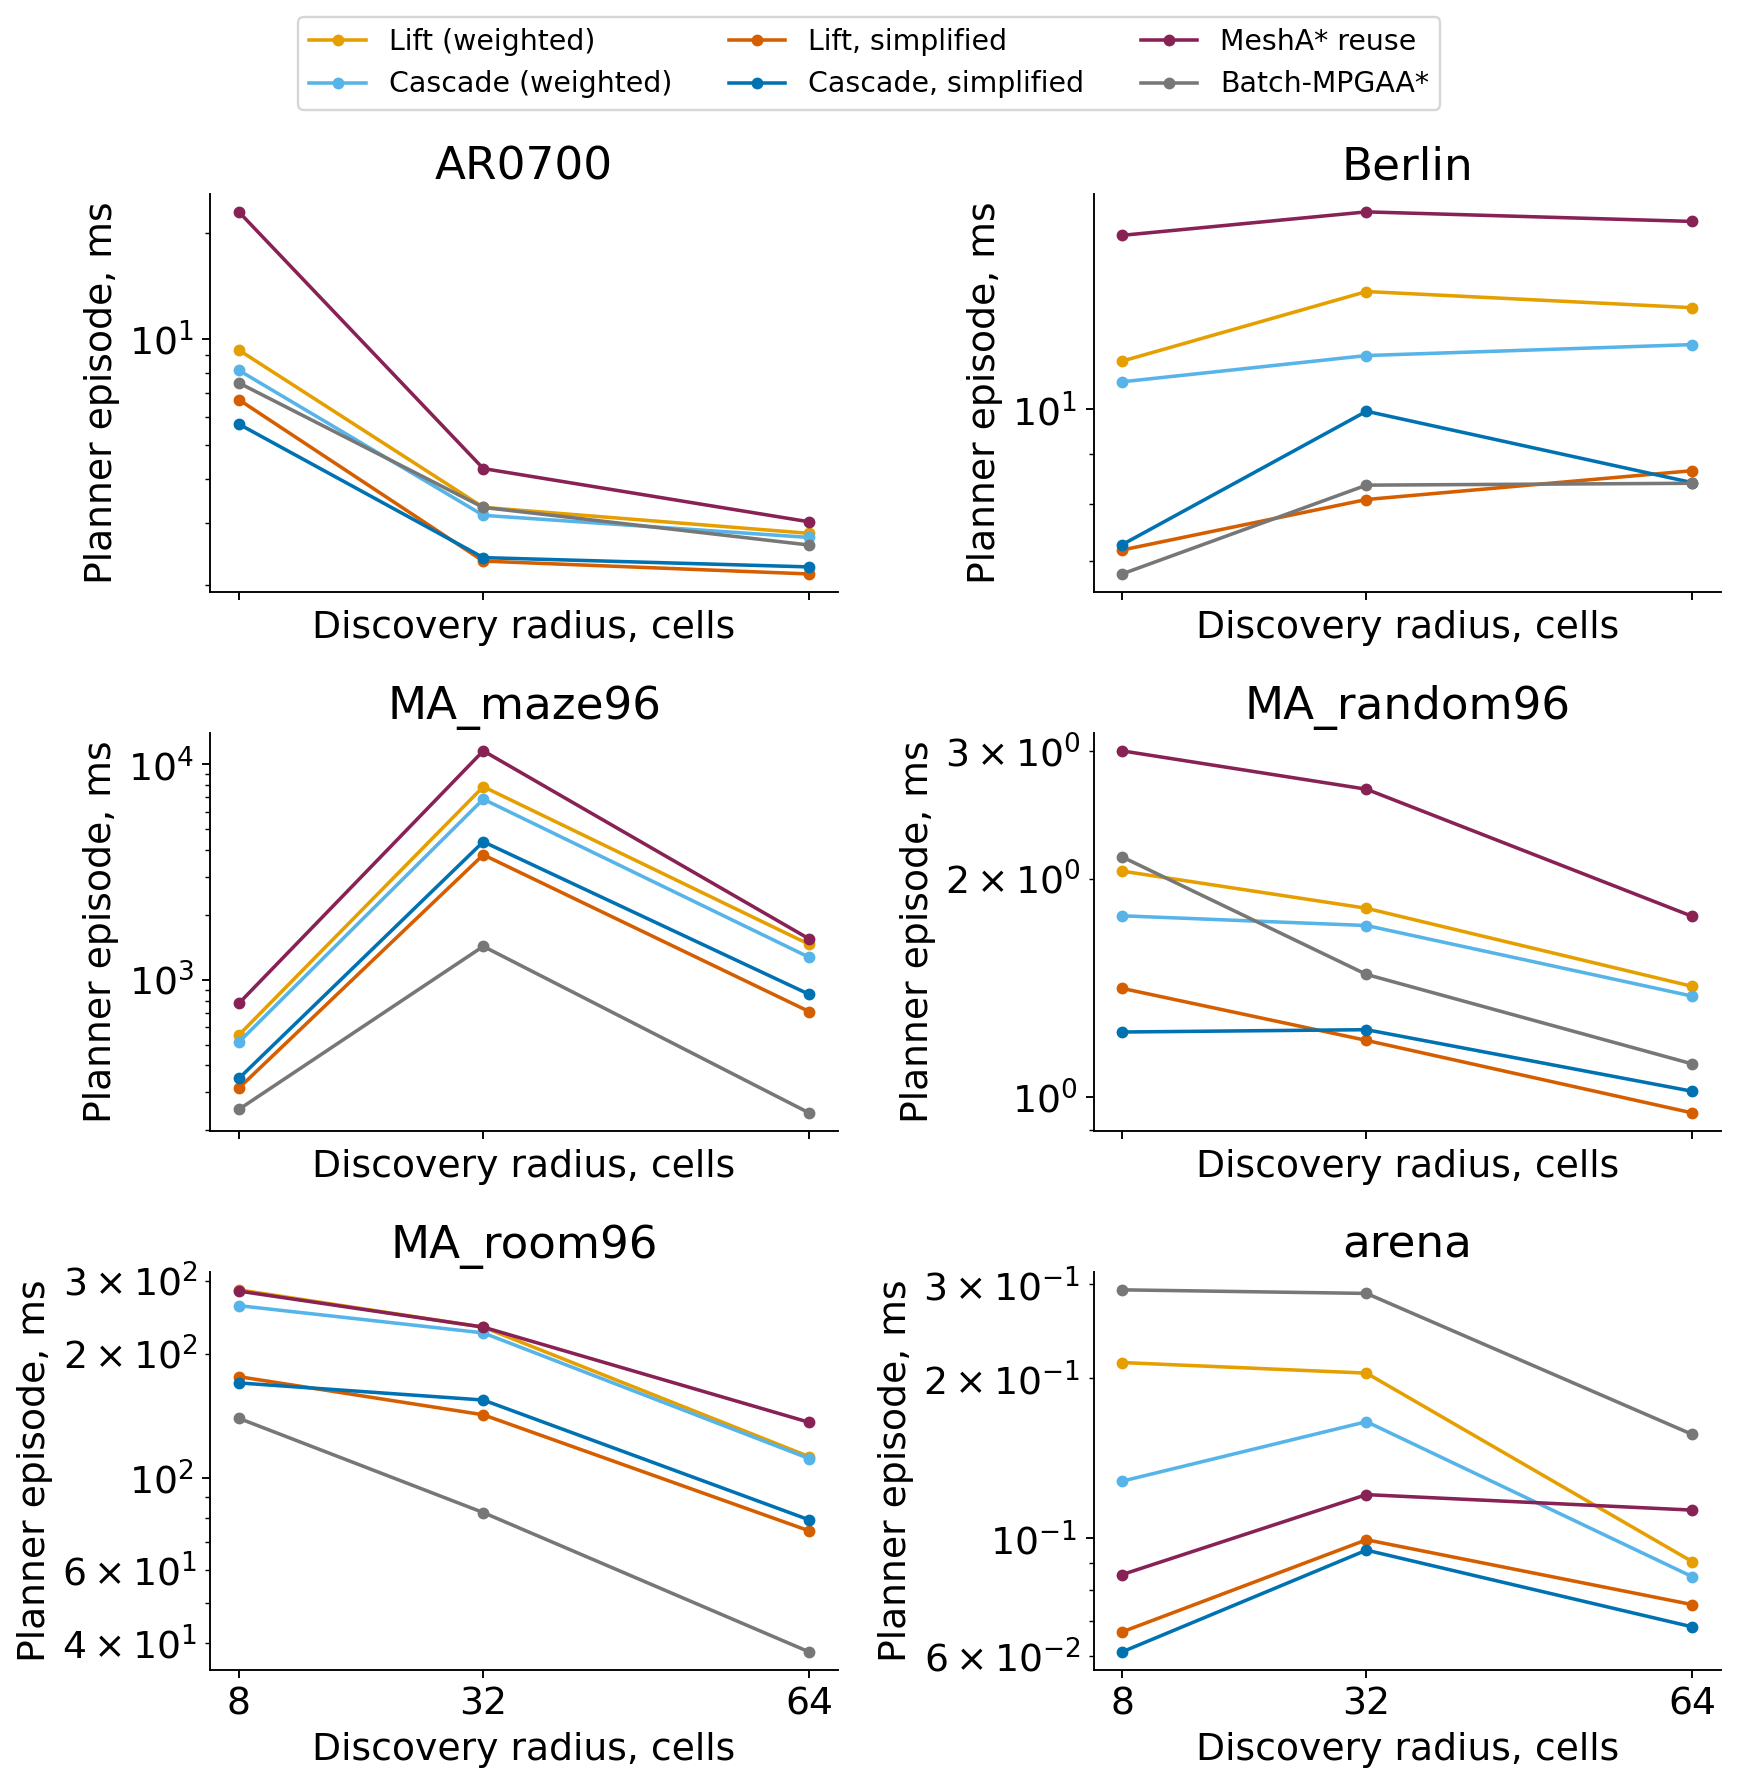 Lift (weighted)
Cascade (weighted)
Lift, simplified
Cascade, simplified
MeshA* reuse
Batch-MPGAA*
AR0700
Planner episode, ms
10¹
Discovery radius, cells
Berlin
Planner episode, ms
10¹
Discovery radius, cells
MA_maze96
Planner episode, ms
10⁴
10³
Discovery radius, cells
MA_random96
Planner episode, ms
3 × 10⁰
2 × 10⁰
10⁰
Discovery radius, cells
MA_room96
Planner episode, ms
3 × 10²
2 × 10²
10²
6 × 10¹
4 × 10¹
8 32 64
Discovery radius, cells
arena
Planner episode, ms
3 × 10⁻¹
2 × 10⁻¹
10⁻¹
6 × 10⁻²
8 32 64
Discovery radius, cells